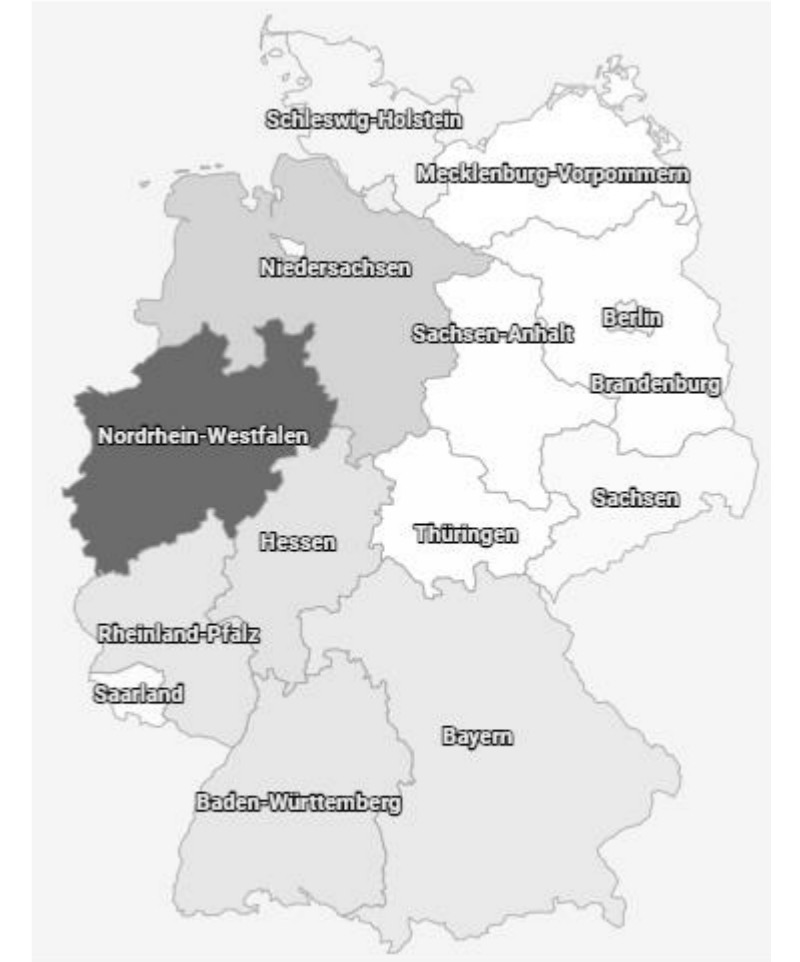 Schleswig-Holstein
Mecklenburg-Vorpommern
Niedersachsen
Berlin
Sachsen-Anhalt
Brandenburg
Nordrhein-Westfalen
Sachsen
Thüringen
Hessen
Rheinland-Pfalz
Saarland
Bayern
Baden-Württemberg